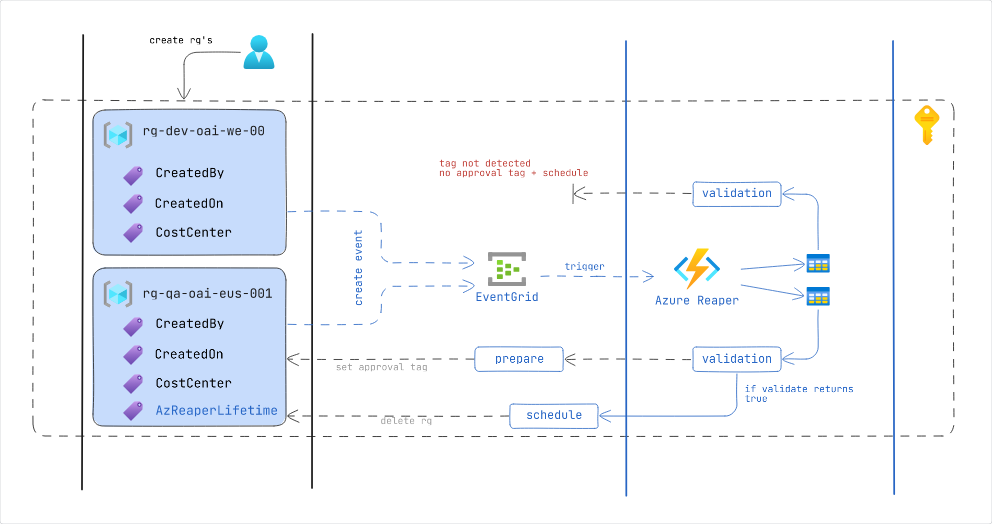 create rg's
rg-dev-oai-we-00
CreatedBy
CreatedOn
CostCenter
rg-qa-oai-eus-001
CreatedBy
CreatedOn
CostCenter
AzReaperLifetime
create event
EventGrid
trigger
Azure Reaper
tag not detected
no approval tag + schedule
validation
validation
prepare
set approval tag
if validate returns
true
schedule
delete rg